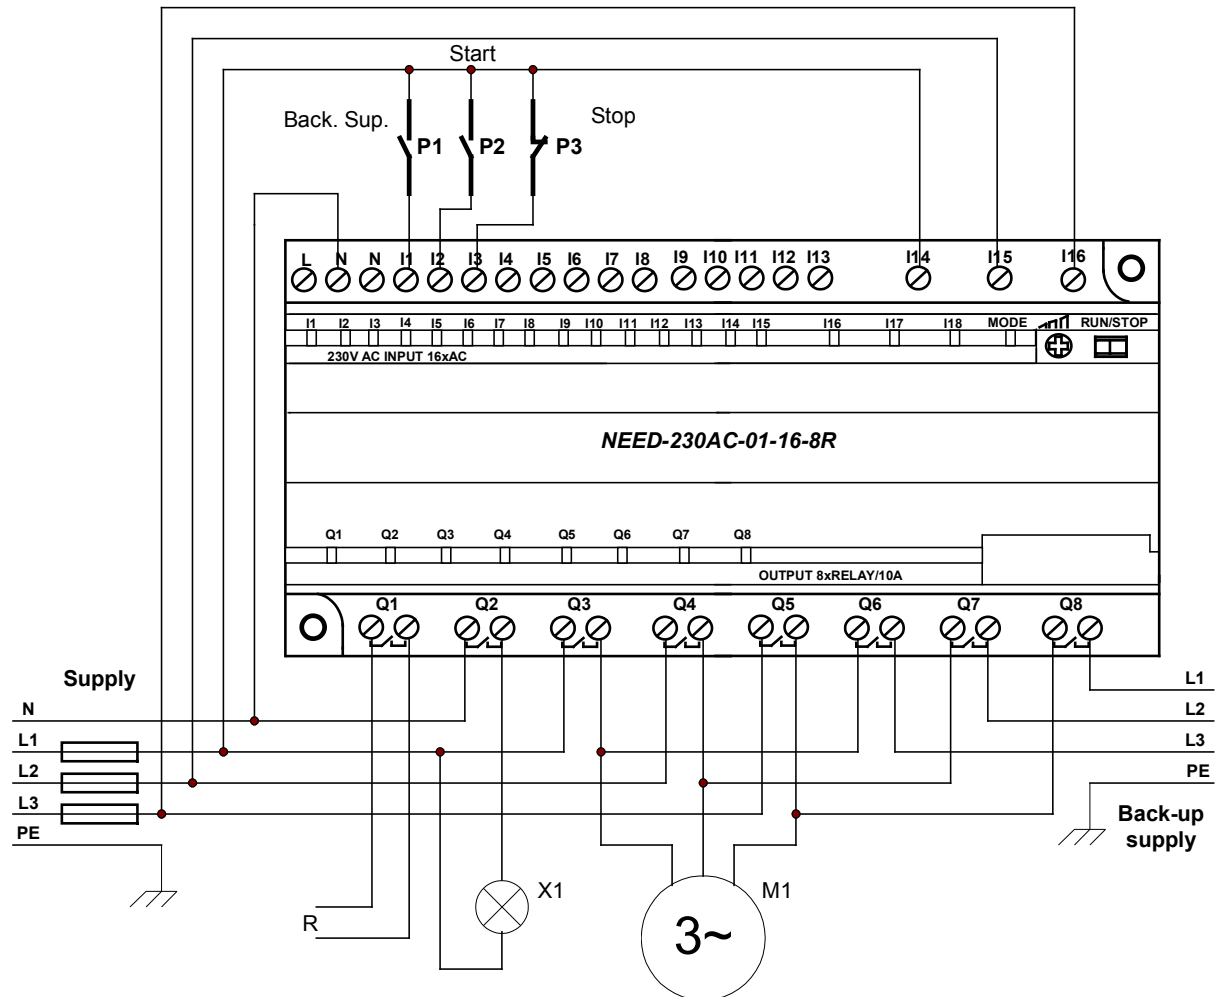 Start
Back. Sup.
Stop
P1 P2 P3
L N N I1 I2 I3 I4 I5 I6 I7 I8 I9 I10 I11 I12 I13 I14 I15 I16
I1 I2 I3 I4 I5 I6 I7 I8 I9 I10 I11 I12 I13 I14 I15 I16 I17 I18 MODE RUN/STOP
230V AC INPUT 16xAC
NEED-230AC-01-16-8R
Q1 Q2 Q3 Q4 Q5 Q6 Q7 Q8
OUTPUT 8xRELAY/10A
Q1 Q2 Q3 Q4 Q5 Q6 Q7 Q8
Supply
N
L1
L2
L3
PE
L1
L2
L3
PE
Back-up
supply
R
X1
M1
3~